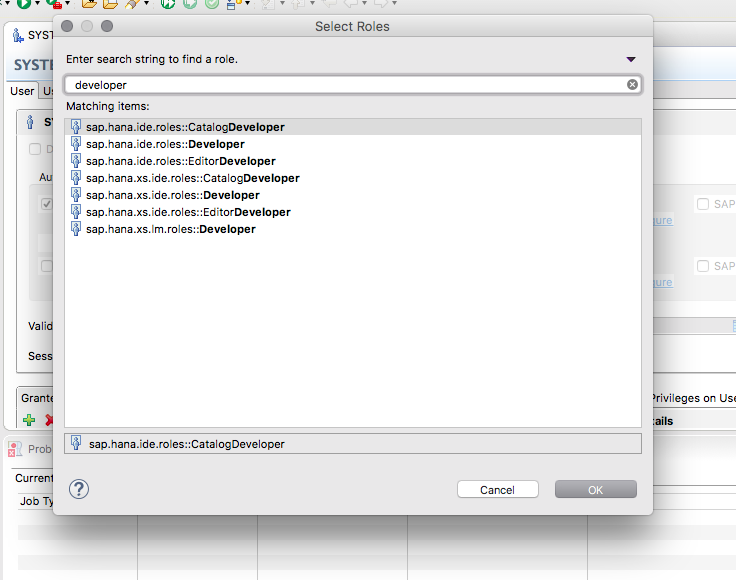 Select Roles
SYST
SYSTE
User
Us
Enter search string to find a role.
developer
Matching items:
sap.hana.ide.roles::CatalogDeveloper
sap.hana.ide.roles::Developer
sap.hana.ide.roles::EditorDeveloper
sap.hana.xs.ide.roles::CatalogDeveloper
sap.hana.xs.ide.roles::Developer
sap.hana.xs.ide.roles::EditorDeveloper
sap.hana.xs.lm.roles::Developer
SY
D
Au
SAP
ure
SAP
gure
Valid
Sess
Grante
Privileges on Use
ails
sap.hana.ide.roles::CatalogDeveloper
Prob
Current
Job Ty
?
Cancel
OK